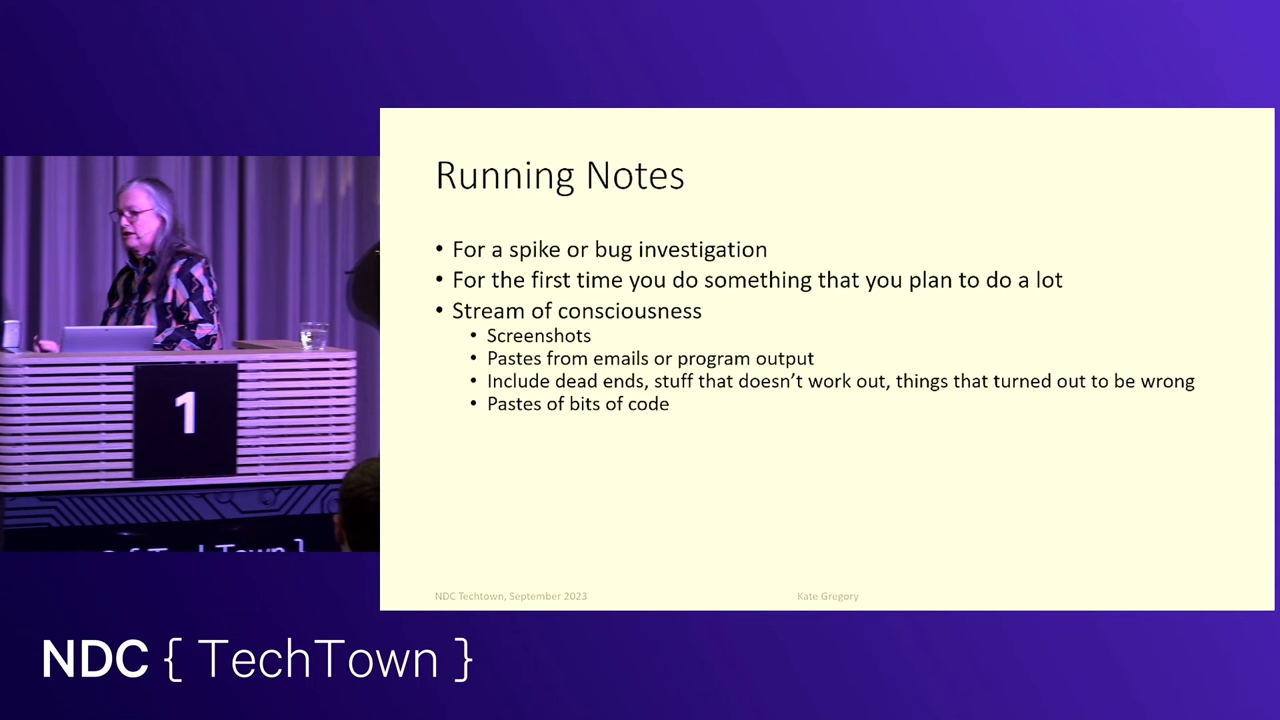 Running Notes
• For a spike or bug investigation
• For the first time you do something that you plan to do a lot
• Stream of consciousness
• Screenshots
• Pastes from emails or program output
• Include dead ends, stuff that doesn’t work out, things that turned out to be wrong
• Pastes of bits of code
NDC Techtown, September 2023
Kate Gregory
1
NDC { TechTown }